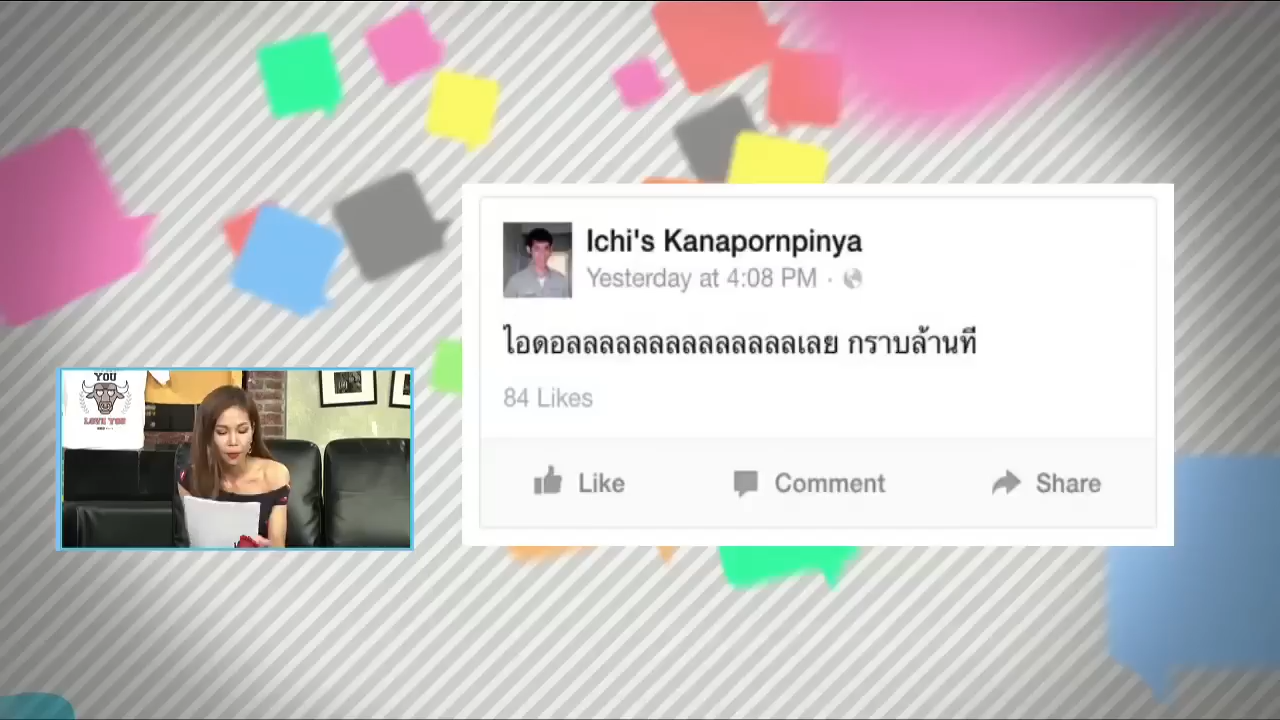 Ichi's Kanapornpinya
Yesterday at 4:08 PM ·
ไอดอลลลลลลลลลลลลลลลเลย กราบล้านที
84 Likes
Like Comment Share
YOU
LOVE YOU